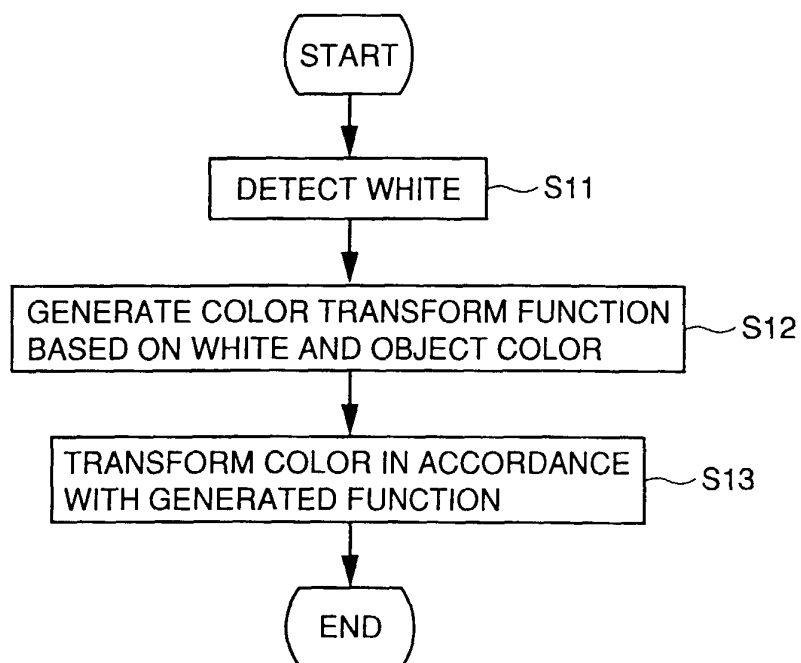 START
DETECT WHITE
S11
GENERATE COLOR TRANSFORM FUNCTION
BASED ON WHITE AND OBJECT COLOR
S12
TRANSFORM COLOR IN ACCORDANCE
WITH GENERATED FUNCTION
S13
END